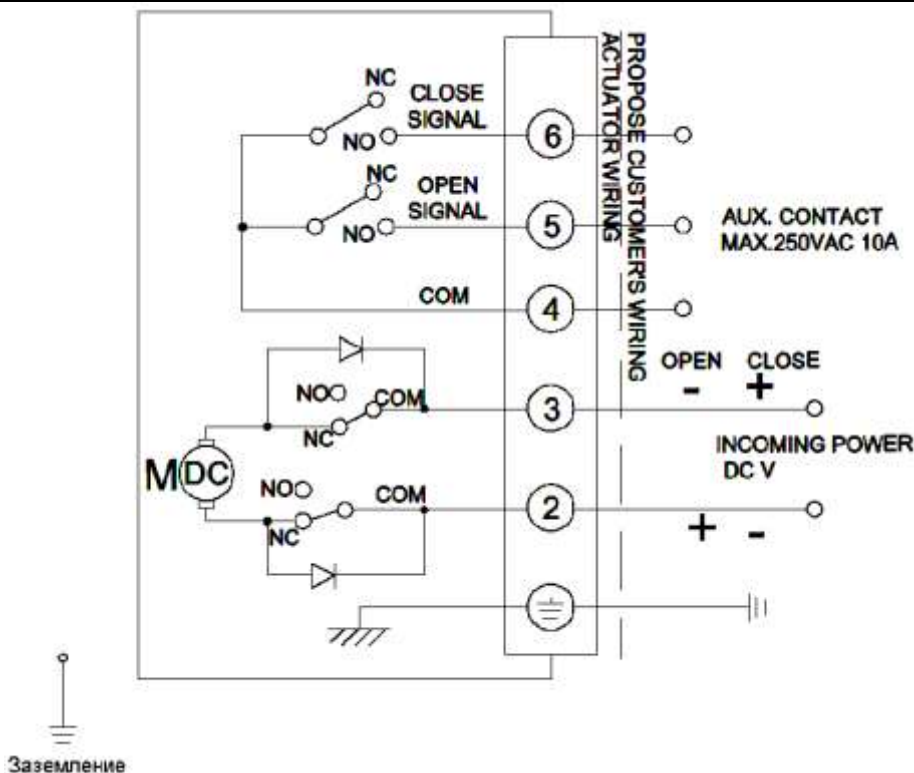 NC
CLOSE
SIGNAL
NO
6
NC
OPEN
SIGNAL
NO
5
COM
4
PROPOSE CUSTOMER'S WIRING
ACTUATOR WIRING
AUX. CONTACT
MAX.250VAC 10A
OPEN CLOSE
- +
NO
COM
NC
3
INCOMING POWER
DC V
M DC
NO
COM
NC
2
+ -
Заземление